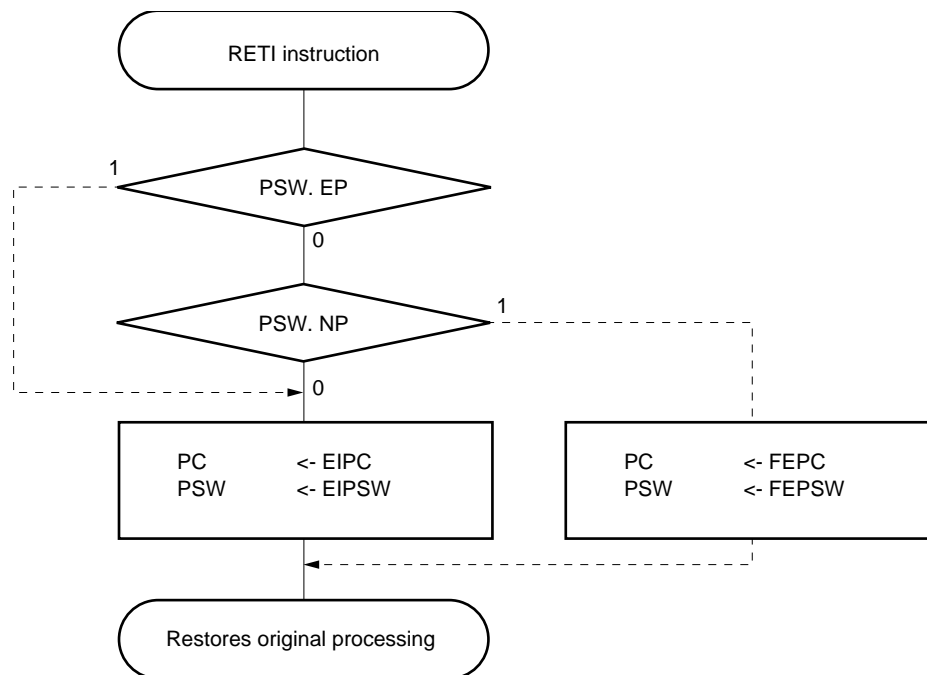 RETI instruction
1
PSW. EP
0
PSW. NP
1
0
PC <- EIPC
PSW <- EIPSW
PC <- FEPC
PSW <- FEPSW
Restores original processing